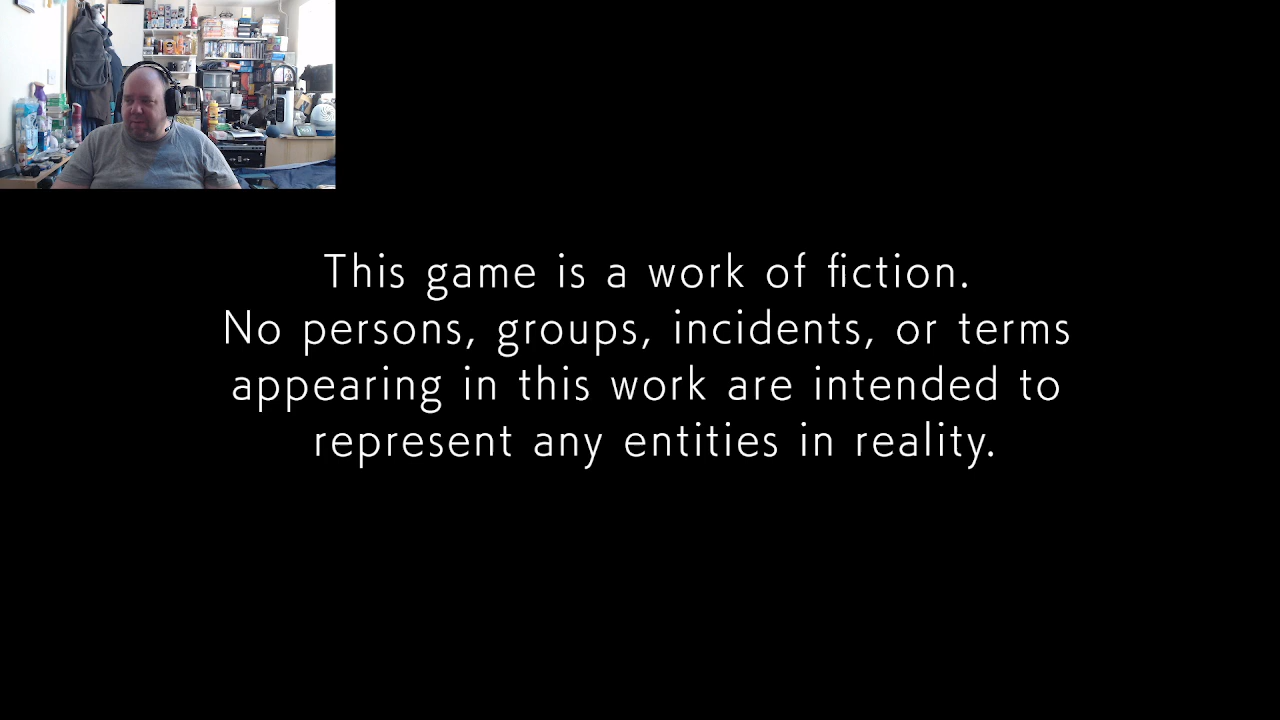 This game is a work of fiction.
No persons, groups, incidents, or terms
appearing in this work are intended to
represent any entities in reality.